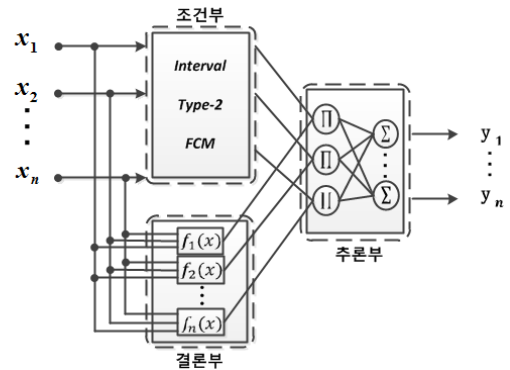 조건부
x1
x2
xn
Interval
Type-2
FCM
∏
∏
∏
Σ
Σ
y1
yn
추론부
f1(x)
f2(x)
fn(x)
결론부